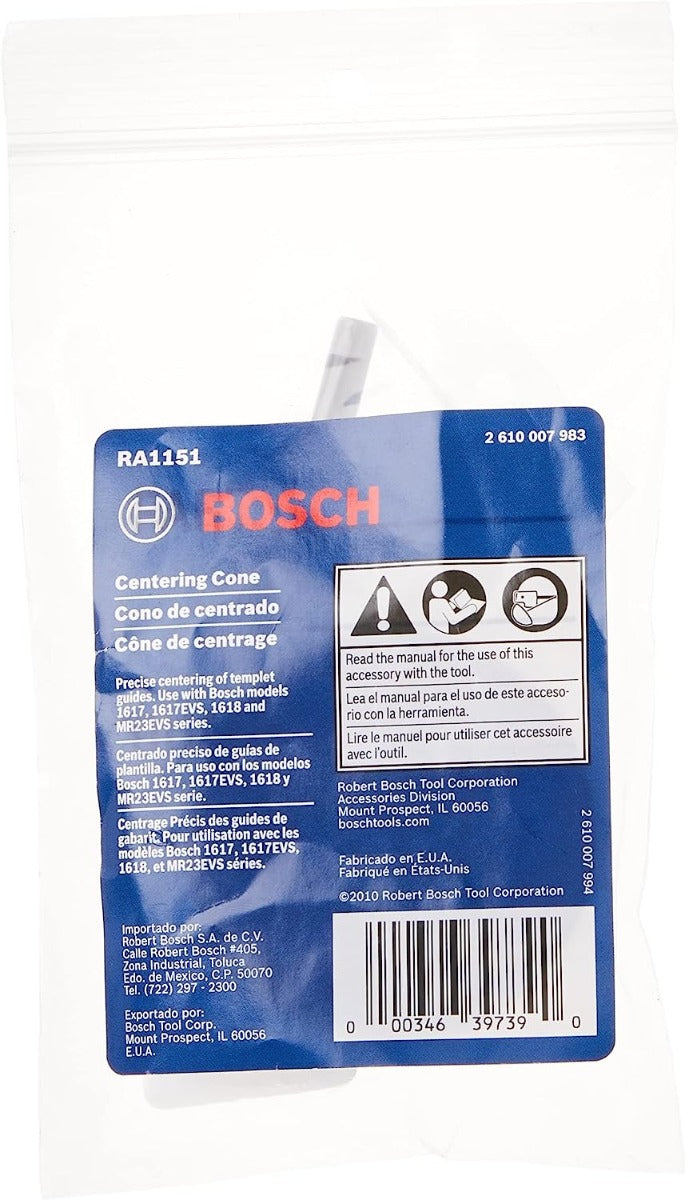 RA1151
2 610 007 983
BOSCH
Centering Cone
Cono de centrado
Cône de centrage
Precise centering of templet
guides. Use with Bosch models
1617, 1617EVS, 1618 and
MR23EVS series.
Centrado preciso de guías de
plantilla. Para uso con los modelos
Bosch 1617, 1617EVS, 1618 y
MR23EVS serie.
Centrage Précis des guides de
gabarit. Pour utilisation avec les
modèles Bosch 1617, 1617EVS,
1618, et MR23EVS séries.
Importado por:
Robert Bosch S.A. de C.V.
Calle Robert Bosch #405,
Zona Industrial, Toluca
Edo. de Mexico, C.P. 50070
Tel. (722) 297 - 2300
Exportado por:
Bosch Tool Corp.
Mount Prospect, IL 60056
E.U.A.
Read the manual for the use of this
accessory with the tool.
Lea el manual para el uso de este acceso-
rio con la herramienta.
Lire le manuel pour utiliser cet accessoire
avec l'outil.
Robert Bosch Tool Corporation
Accessories Division
Mount Prospect, IL 60056
boschtools.com
Fabricado en E.U.A.
Fabriqué en États-Unis
©2010 Robert Bosch Tool Corporation
2 610 007 994
0 00346 39739 0